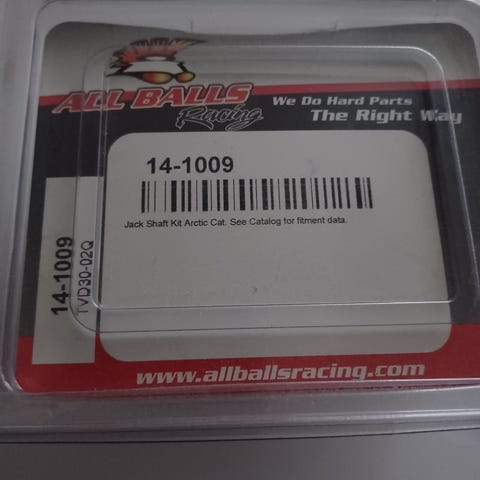 ALL BALLS
Racing
We Do Hard Parts
The Right Way
14-1009
Jack Shaft Kit Arctic Cat. See Catalog for fitment data.
14-1009
TVD30-02Q
www.allballsracing.com